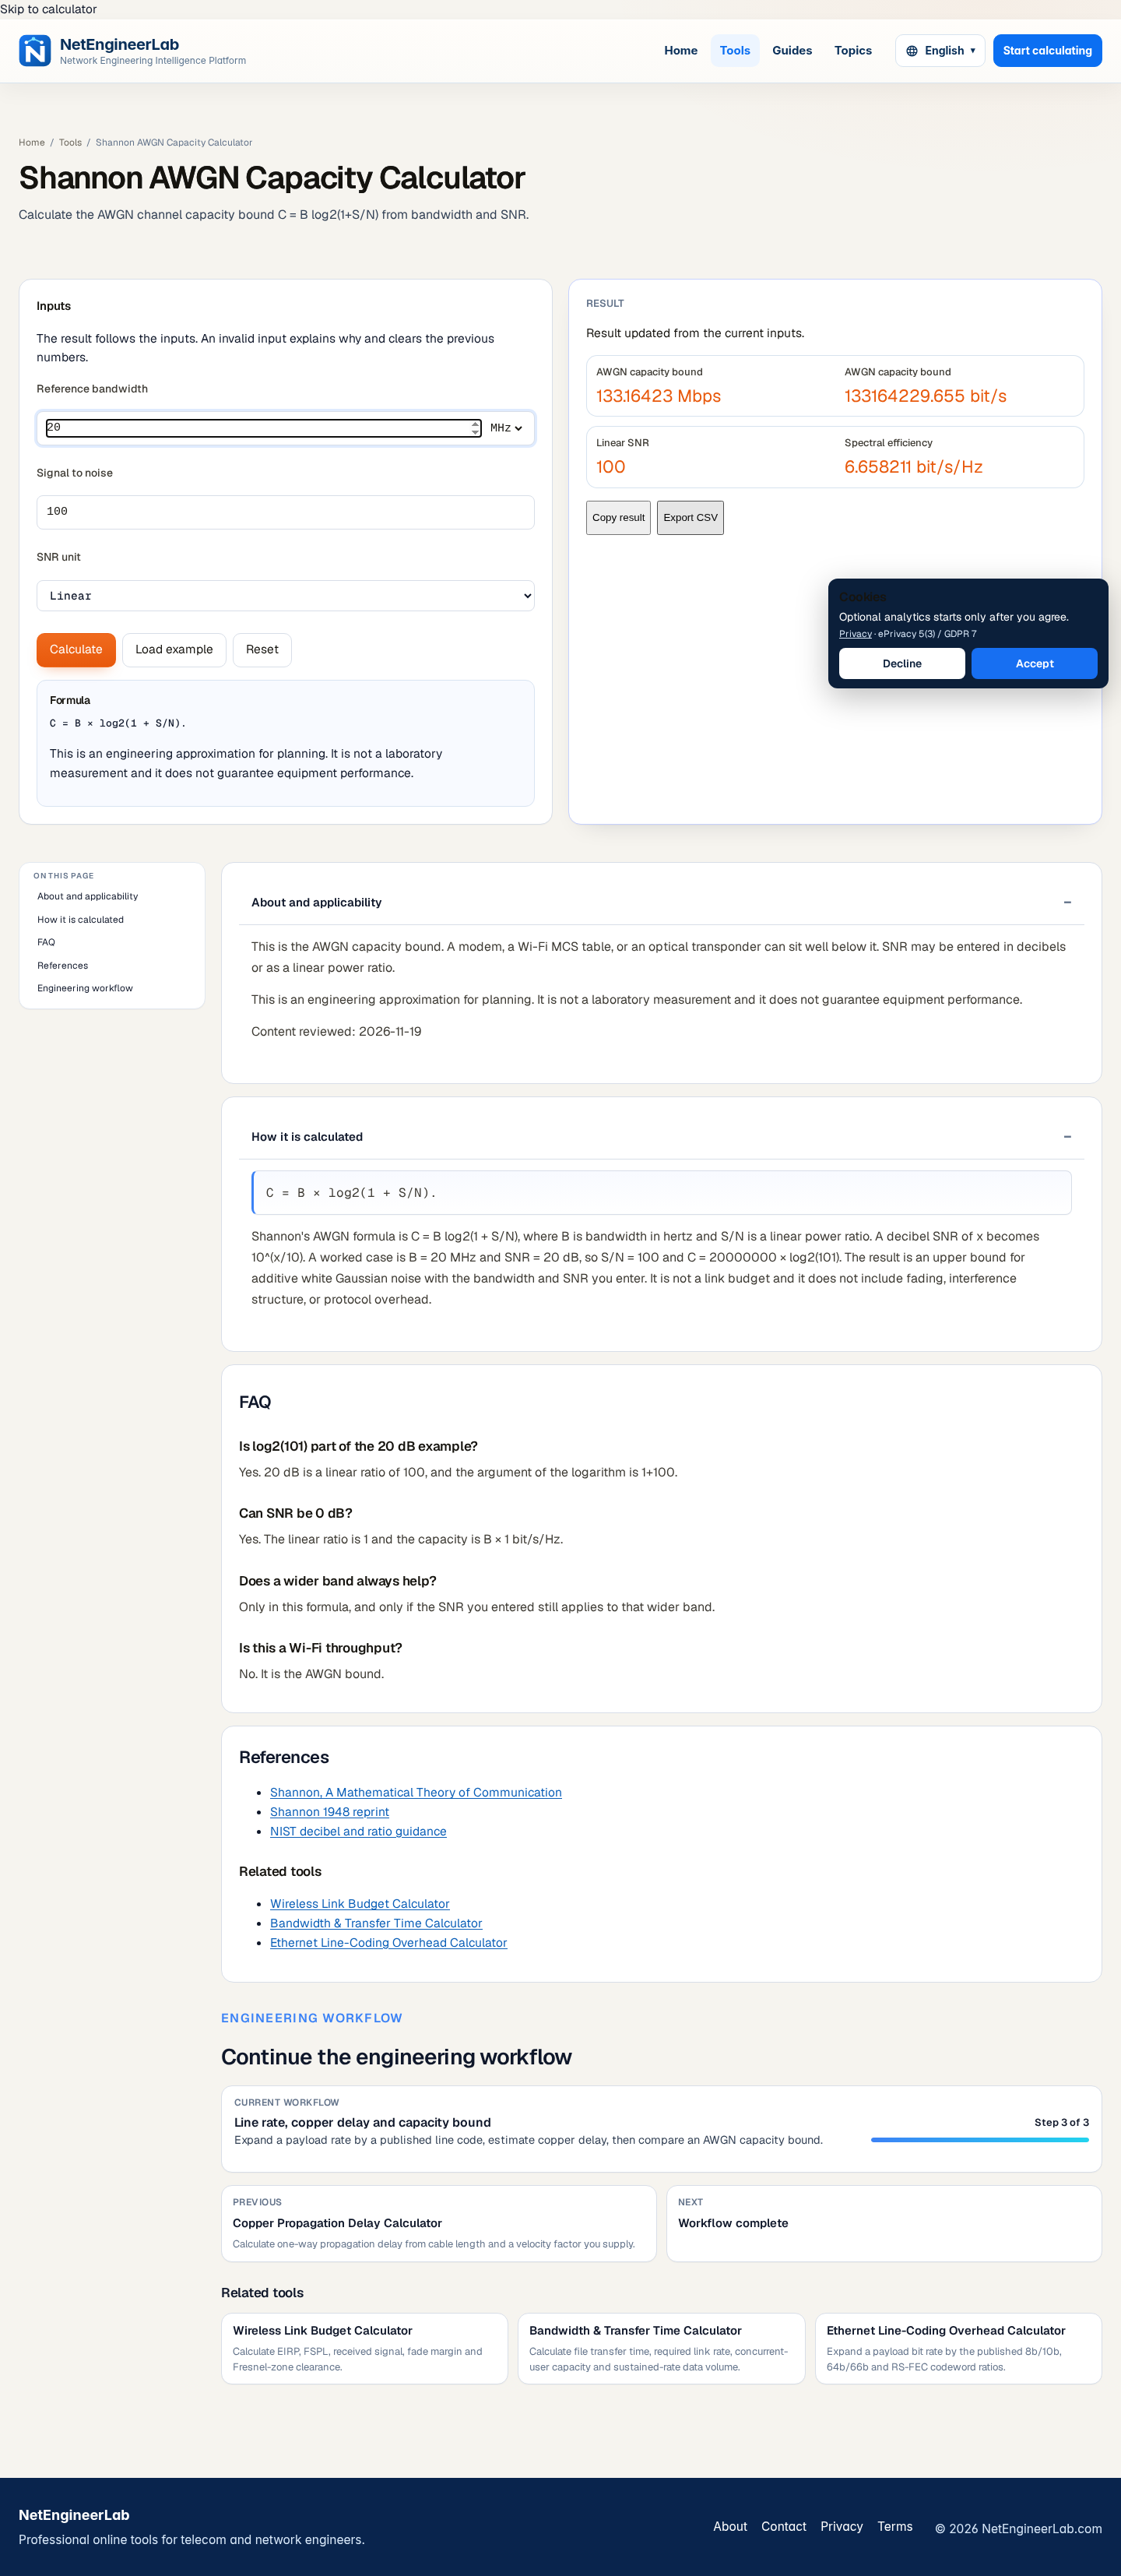 Skip to calculator
NetEngineerLab
Network Engineering Intelligence Platform
Home
Tools
Guides
Topics
English ▾
Start calculating
Home / Tools / Shannon AWGN Capacity Calculator
Shannon AWGN Capacity Calculator
Calculate the AWGN channel capacity bound C = B log2(1+S/N) from bandwidth and SNR.
Inputs
The result follows the inputs. An invalid input explains why and clears the previous
numbers.
Reference bandwidth
20
MHz
Signal to noise
100
SNR unit
Linear
Calculate
Load example
Reset
Formula
C = B × log2(1 + S/N).
This is an engineering approximation for planning. It is not a laboratory
measurement and it does not guarantee equipment performance.
RESULT
Result updated from the current inputs.
AWGN capacity bound
133.16423 Mbps
AWGN capacity bound
133164229.655 bit/s
Linear SNR
100
Spectral efficiency
6.658211 bit/s/Hz
Copy result
Export CSV
Cookies
Optional analytics starts only after you agree.
Privacy · ePrivacy 5(3) / GDPR 7
Decline
Accept
ON THIS PAGE
About and applicability
How it is calculated
FAQ
References
Engineering workflow
About and applicability −
This is the AWGN capacity bound. A modem, a Wi-Fi MCS table, or an optical transponder can sit well below it. SNR may be entered in decibels
or as a linear power ratio.
This is an engineering approximation for planning. It is not a laboratory measurement and it does not guarantee equipment performance.
Content reviewed: 2026-11-19
How it is calculated −
C = B × log2(1 + S/N).
Shannon's AWGN formula is C = B log2(1 + S/N), where B is bandwidth in hertz and S/N is a linear power ratio. A decibel SNR of x becomes
10^(x/10). A worked case is B = 20 MHz and SNR = 20 dB, so S/N = 100 and C = 20000000 × log2(101). The result is an upper bound for
additive white Gaussian noise with the bandwidth and SNR you enter. It is not a link budget and it does not include fading, interference
structure, or protocol overhead.
FAQ
Is log2(101) part of the 20 dB example?
Yes. 20 dB is a linear ratio of 100, and the argument of the logarithm is 1+100.
Can SNR be 0 dB?
Yes. The linear ratio is 1 and the capacity is B × 1 bit/s/Hz.
Does a wider band always help?
Only in this formula, and only if the SNR you entered still applies to that wider band.
Is this a Wi-Fi throughput?
No. It is the AWGN bound.
References
Shannon, A Mathematical Theory of Communication
Shannon 1948 reprint
NIST decibel and ratio guidance
Related tools
Wireless Link Budget Calculator
Bandwidth & Transfer Time Calculator
Ethernet Line-Coding Overhead Calculator
ENGINEERING WORKFLOW
Continue the engineering workflow
CURRENT WORKFLOW
Line rate, copper delay and capacity bound
Expand a payload rate by a published line code, estimate copper delay, then compare an AWGN capacity bound.
Step 3 of 3
PREVIOUS
Copper Propagation Delay Calculator
Calculate one-way propagation delay from cable length and a velocity factor you supply.
NEXT
Workflow complete
Related tools
Wireless Link Budget Calculator
Calculate EIRP, FSPL, received signal, fade margin and
Fresnel-zone clearance.
Bandwidth & Transfer Time Calculator
Calculate file transfer time, required link rate, concurrent-
user capacity and sustained-rate data volume.
Ethernet Line-Coding Overhead Calculator
Expand a payload bit rate by the published 8b/10b,
64b/66b and RS-FEC codeword ratios.
NetEngineerLab
Professional online tools for telecom and network engineers.
About
Contact
Privacy
Terms
© 2026 NetEngineerLab.com